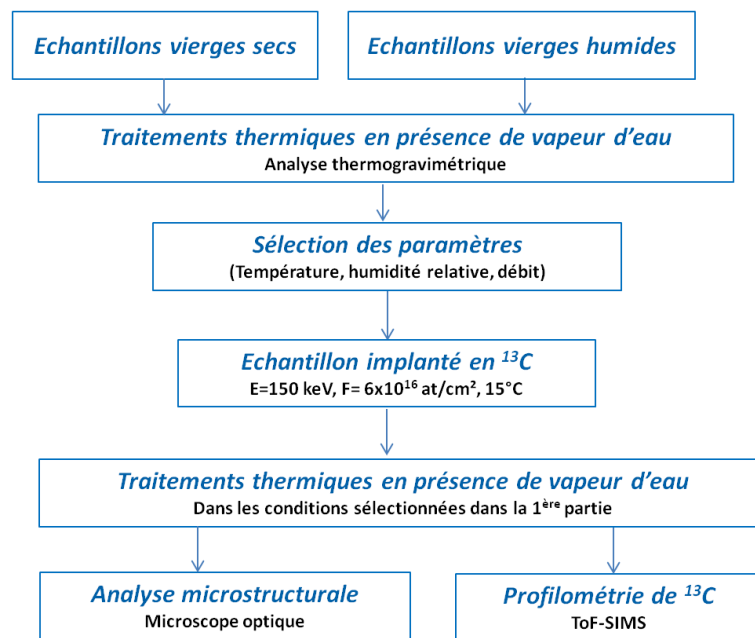 Echantillons vierges secs
Echantillons vierges humides
Traitements thermiques en présence de vapeur d'eau
Analyse thermogravimétrique
Sélection des paramètres
(Température, humidité relative, débit)
Echantillon implanté en ¹³C
E=150 keV, F= 6x10¹⁶ at/cm², 15°C
Traitements thermiques en présence de vapeur d'eau
Dans les conditions sélectionnées dans la 1ère partie
Analyse microstructurale
Microscope optique
Profilométrie de ¹³C
ToF-SIMS